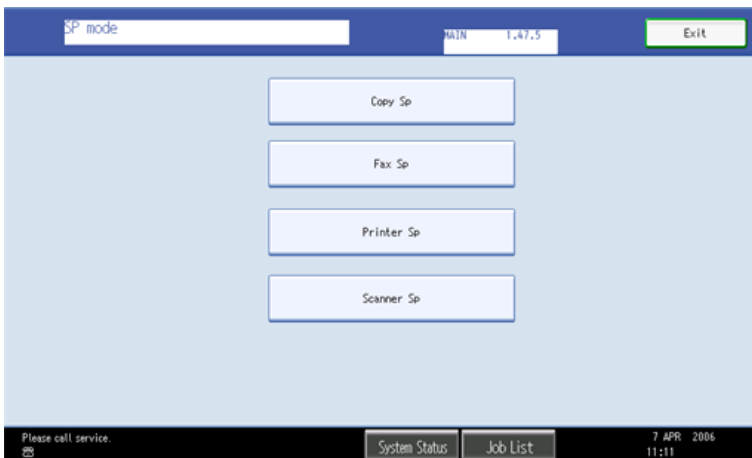 SP mode
MAIN 1.47.5
Exit
Copy Sp
Fax Sp
Printer Sp
Scanner Sp
Please call service.
System Status
Job List
7 APR 2006
11:11